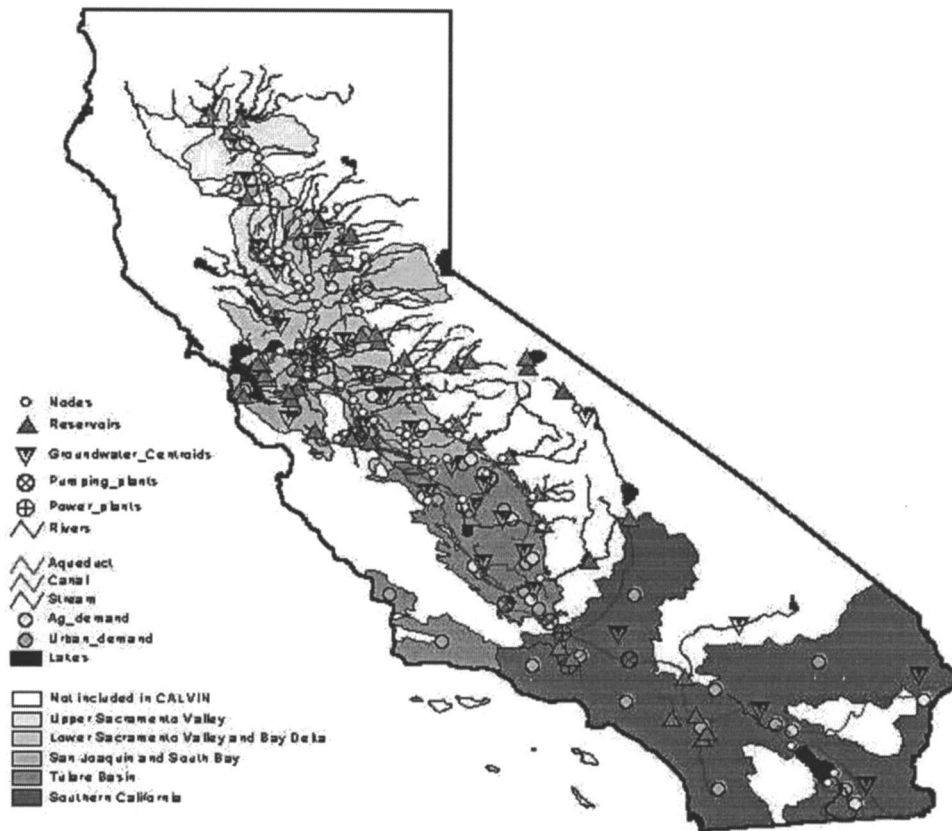 Nodes
Reservoirs
Groundwater_Centroids
Pumping_plants
Power_plants
Rivers
Aqueduct
Canal
Stream
Ag_demand
Urban_demand
Lakes
Not included in CALVIN
Upper Sacramento Valley
Lower Sacramento Valley and Bay Delta
San Joaquin and South Bay
Tulare Basin
Southern California